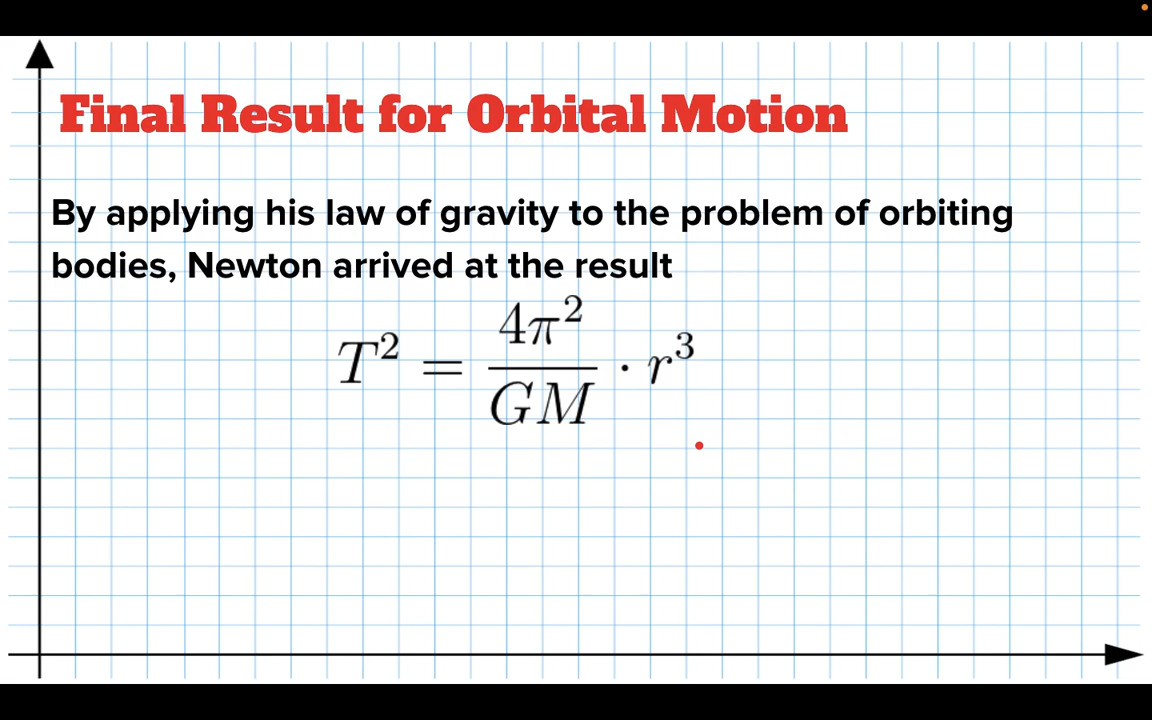 Final Result for Orbital Motion
By applying his law of gravity to the problem of orbiting
bodies, Newton arrived at the result
T² = 4π²/GM · r³